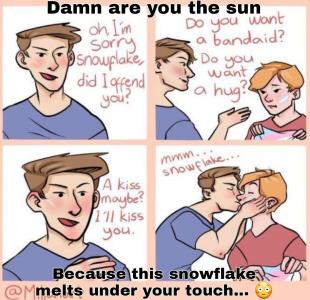 Damn are you the sun
oh, I'm
sorry
snowflake,
did I offend
you?
Do you want
a bandaid?
Do you
want
a hug?
A kiss
maybe?
I'll kiss
you.
mmm...
snowflake...
Because this snowflake
melts under your touch... 😳